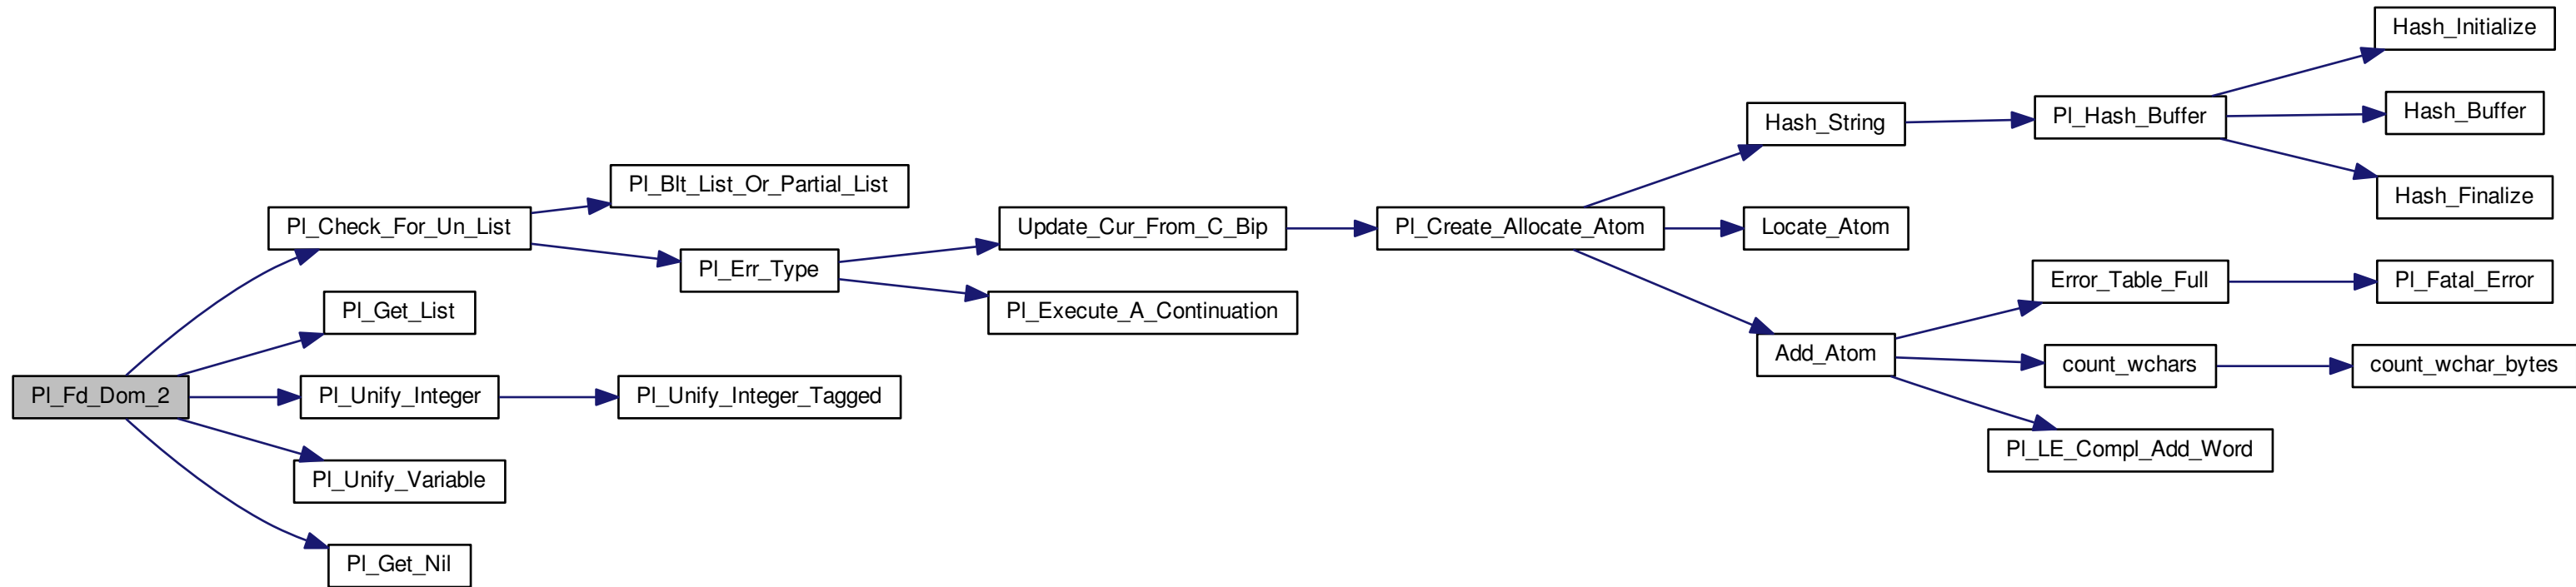 Pl_Fd_Dom_2
Pl_Check_For_Un_List
Pl_Get_List
Pl_Unify_Integer
Pl_Unify_Variable
Pl_Get_Nil
Pl_Blt_List_Or_Partial_List
Pl_Err_Type
Pl_Unify_Integer_Tagged
Update_Cur_From_C_Bip
Pl_Execute_A_Continuation
Pl_Create_Allocate_Atom
Hash_String
Locate_Atom
Add_Atom
Pl_Hash_Buffer
Error_Table_Full
count_wchars
Pl_LE_Compl_Add_Word
Hash_Initialize
Hash_Buffer
Hash_Finalize
Pl_Fatal_Error
count_wchar_bytes